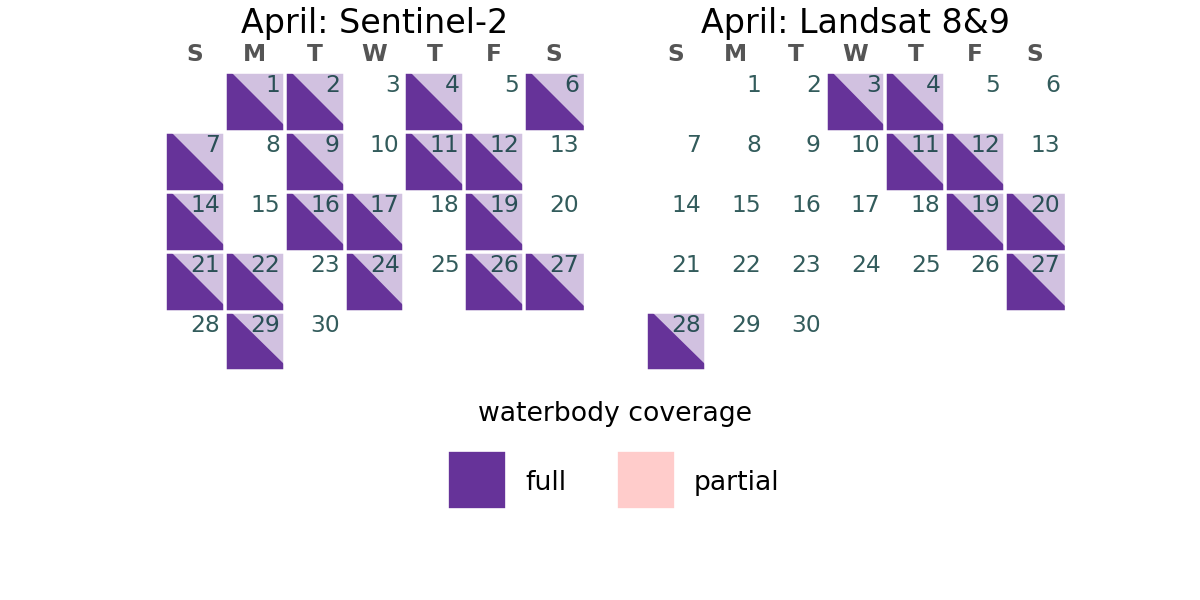 April: Sentinel-2
S M T W T F S
1 2 3 4 5 6
7 8 9 10 11 12 13
14 15 16 17 18 19 20
21 22 23 24 25 26 27
28 29 30
April: Landsat 8&9
S M T W T F S
1 2 3 4 5 6
7 8 9 10 11 12 13
14 15 16 17 18 19 20
21 22 23 24 25 26 27
28 29 30
waterbody coverage
full partial